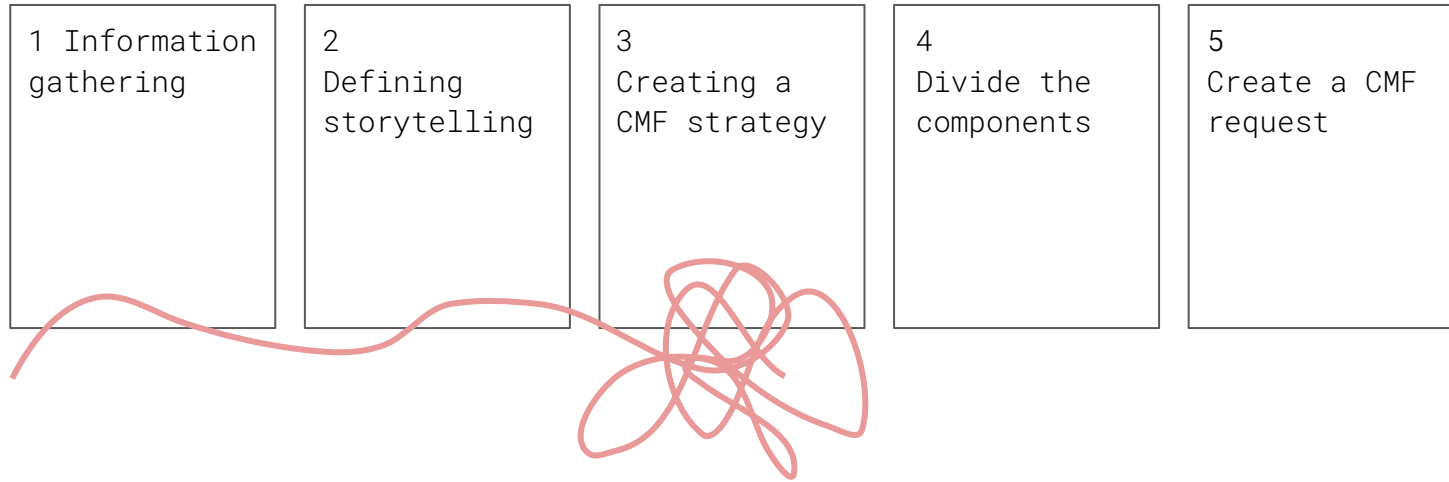 1 Information
gathering
2
Defining
storytelling
3
Creating a
CMF strategy
4
Divide the
components
5
Create a CMF
request